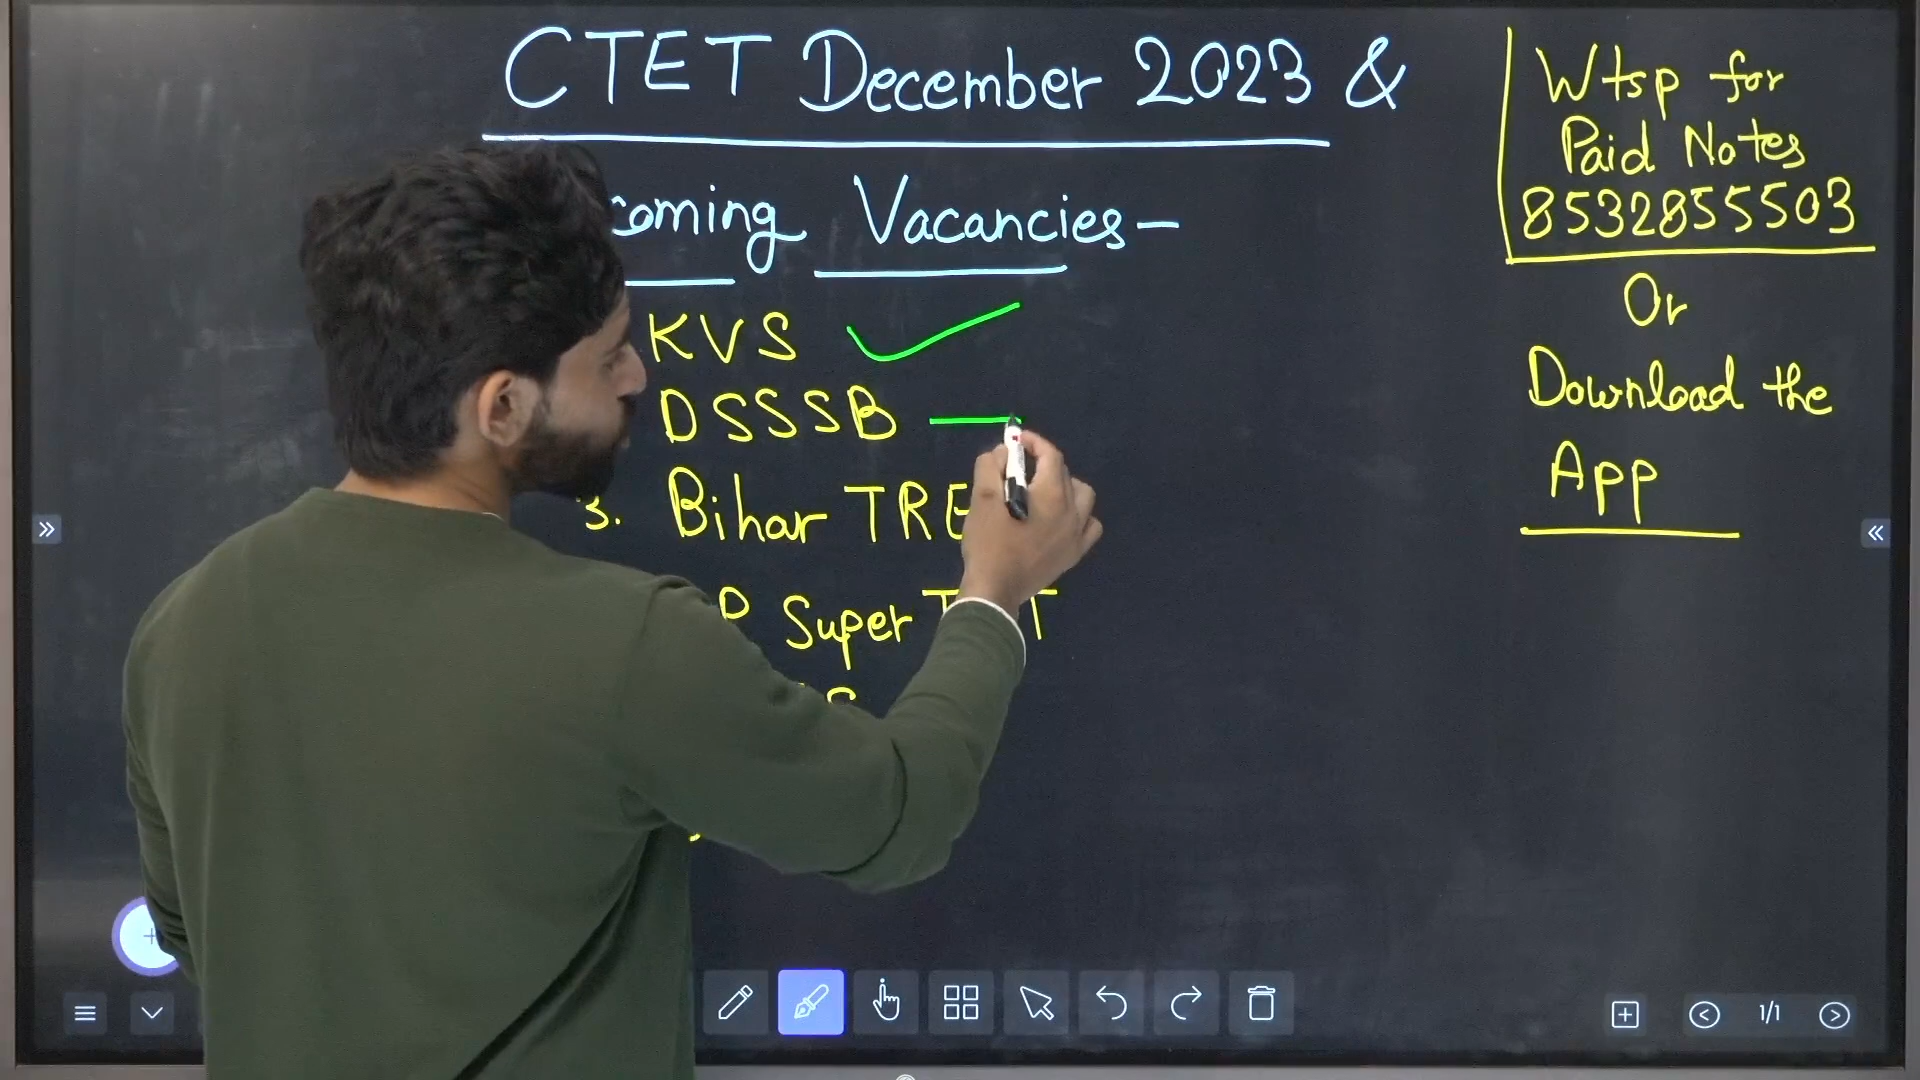 CTET December 2023 &
coming Vacancies-
KVS
DSSSB
3. Bihar TRE
P Super T T
Wtsp for
Paid Notes
8532855503
Or
Download the
App
1/1